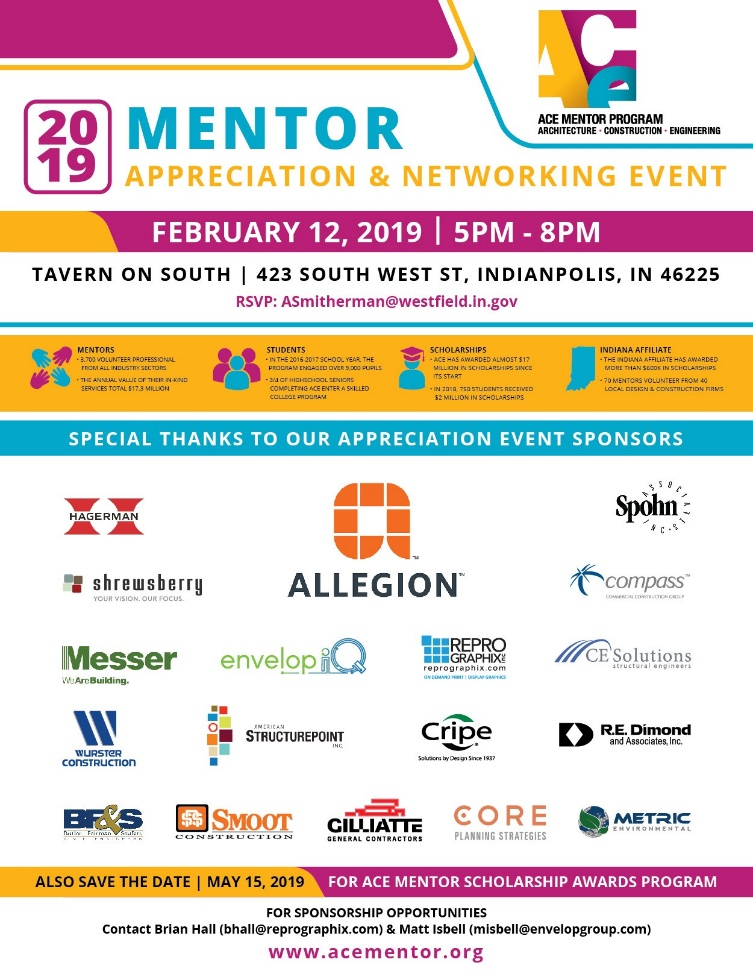 ACe
ACE MENTOR PROGRAM
ARCHITECTURE · CONSTRUCTION · ENGINEERING
2019
MENTOR
APPRECIATION & NETWORKING EVENT
FEBRUARY 12, 2019 | 5PM - 8PM
TAVERN ON SOUTH | 423 SOUTH WEST ST, INDIANPOLIS, IN 46225
RSVP: ASmitherman@westfield.in.gov
MENTORS
• 3,700 VOLUNTEER PROFESSIONAL
FROM ALL INDUSTRY SECTORS
• THE ANNUAL VALUE OF THEIR IN-KIND
SERVICES TOTAL $17.3 MILLION
STUDENTS
• IN THE 2016-2017 SCHOOL YEAR, THE
PROGRAM ENGAGED OVER 9,000 PUPILS
• 3/4 OF HIGHSCHOOL SENIORS
COMPLETING ACE ENTER A SKILLED
COLLEGE PROGRAM
SCHOLARSHIPS
• ACE HAS AWARDED ALMOST $17
MILLION IN SCHOLARSHIPS SINCE
ITS START
• IN 2018, 750 STUDENTS RECEIVED
$2 MILLION IN SCHOLARSHIPS
INDIANA AFFILIATE
• THE INDIANA AFFILIATE HAS AWARDED
MORE THAN $600K IN SCHOLARSHIPS
• 70 MENTORS VOLUNTEER FROM 40
LOCAL DESIGN & CONSTRUCTION FIRMS
SPECIAL THANKS TO OUR APPRECIATION EVENT SPONSORS
HAGERMAN
ALLEGION™
Spohn
ASSOCIATES INC.
shrewsberry
YOUR VISION. OUR FOCUS.
compass™
COMMERCIAL CONSTRUCTION GROUP
Messer
We Are Building.
envelop iQ
REPRO
GRAPHIX INC
reprographix.com
ON DEMAND PRINT | DISPLAY GRAPHICS
CE Solutions
structural engineers
WURSTER
CONSTRUCTION
AMERICAN
STRUCTUREPOINT
INC.
Cripe®
Solutions by Design Since 1937
R.E. Dimond
and Associates, Inc.
BF&S
Butler Fairman & Seufert
CIVIL ENGINEERS
SMOOT
CONSTRUCTION
GILLIATTE
GENERAL CONTRACTORS
CORE
PLANNING STRATEGIES
METRIC
ENVIRONMENTAL
ALSO SAVE THE DATE | MAY 15, 2019 FOR ACE MENTOR SCHOLARSHIP AWARDS PROGRAM
FOR SPONSORSHIP OPPORTUNITIES
Contact Brian Hall (bhall@reprographix.com) & Matt Isbell (misbell@envelopgroup.com)
www.acementor.org